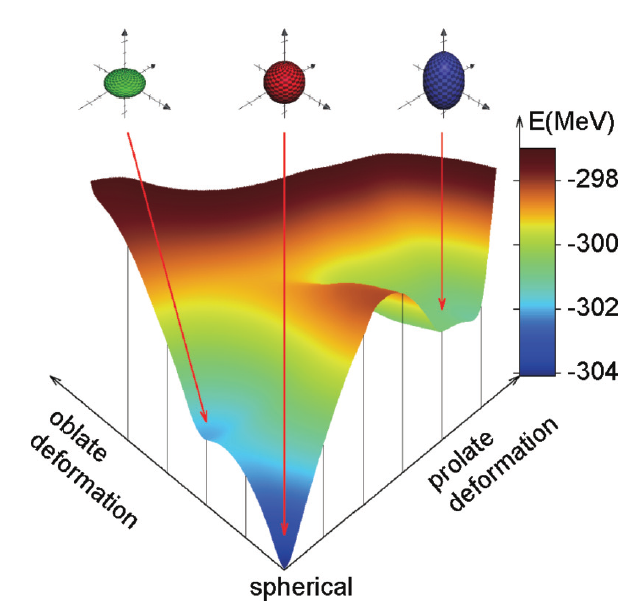 E(MeV)
-298
-300
-302
-304
oblate
deformation
prolate
deformation
spherical